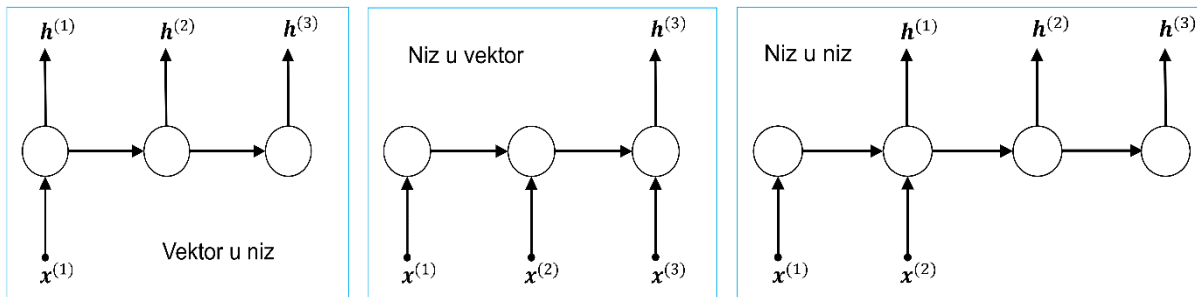 h⁽¹⁾ h⁽²⁾ h⁽³⁾
x⁽¹⁾
Vektor u niz
h⁽³⁾
Niz u vektor
x⁽¹⁾ x⁽²⁾ x⁽³⁾
h⁽¹⁾ h⁽²⁾ h⁽³⁾
Niz u niz
x⁽¹⁾ x⁽²⁾